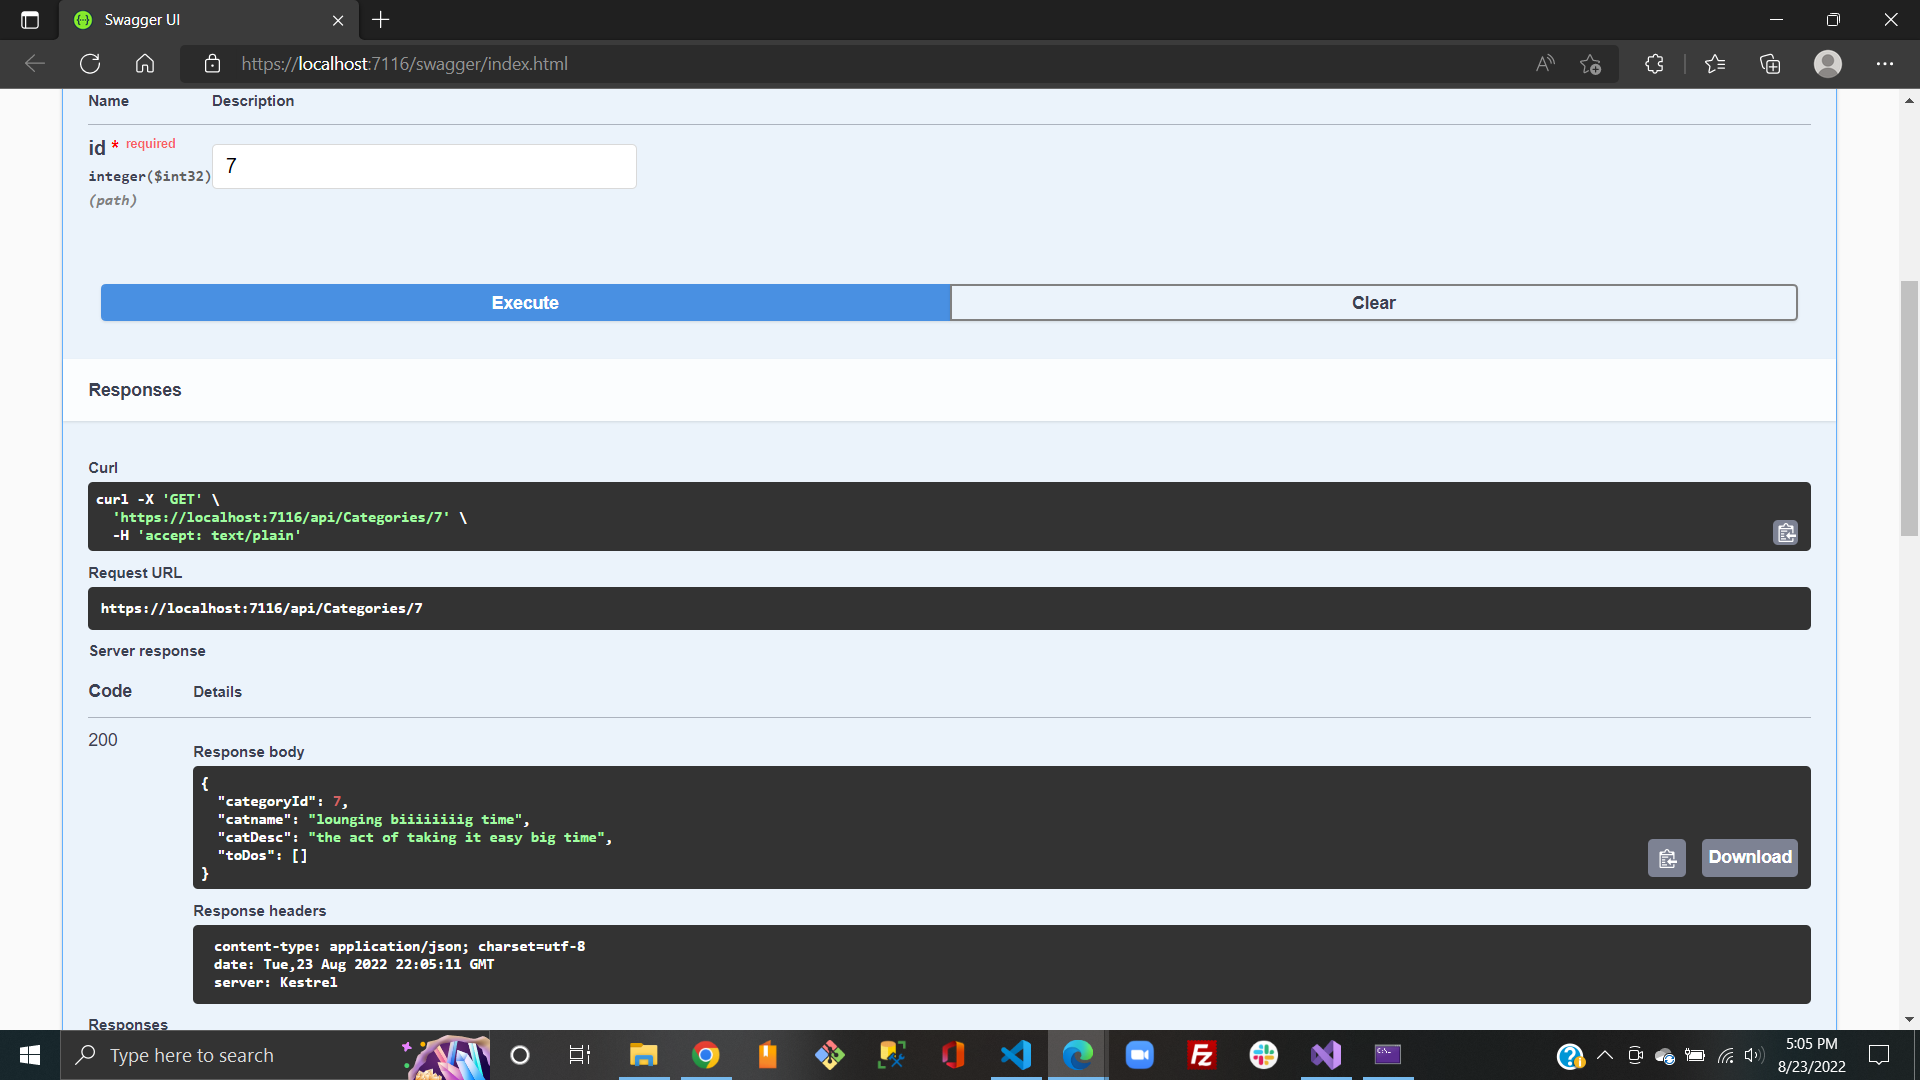 Swagger UI
https://localhost:7116/swagger/index.html
Name Description
id * required
integer($int32)
(path)
7
Execute Clear
Responses
Curl
curl -X 'GET' \
'https://localhost:7116/api/Categories/7' \
-H 'accept: text/plain'
Request URL
https://localhost:7116/api/Categories/7
Server response
Code Details
200
Response body
{
"categoryId": 7,
"catname": "lounging biiiiiiiig time",
"catDesc": "the act of taking it easy big time",
"toDos": []
}
Download
Response headers
content-type: application/json; charset=utf-8
date: Tue,23 Aug 2022 22:05:11 GMT
server: Kestrel
Responses
Type here to search
5:05 PM
8/23/2022